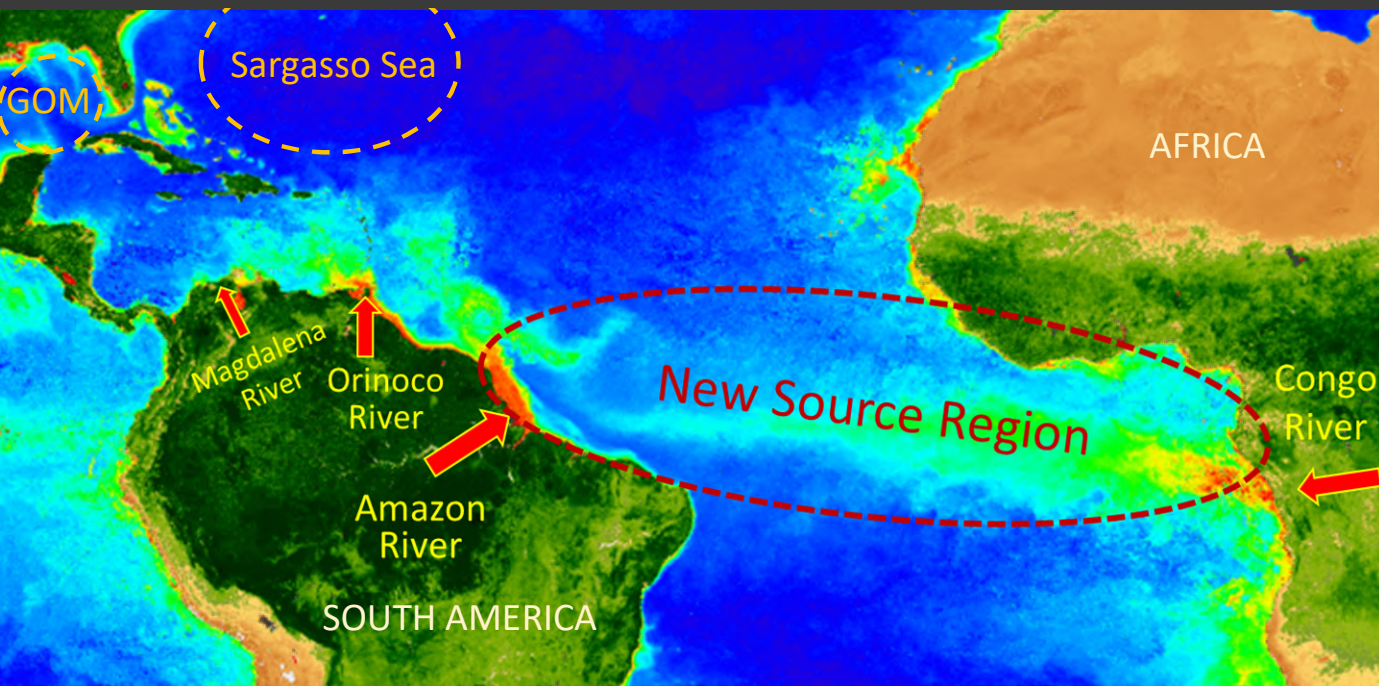 Sargasso Sea
GOM
AFRICA
New Source Region
Magdalena
River
Orinoco
River
Congo
River
Amazon
River
SOUTH AMERICA